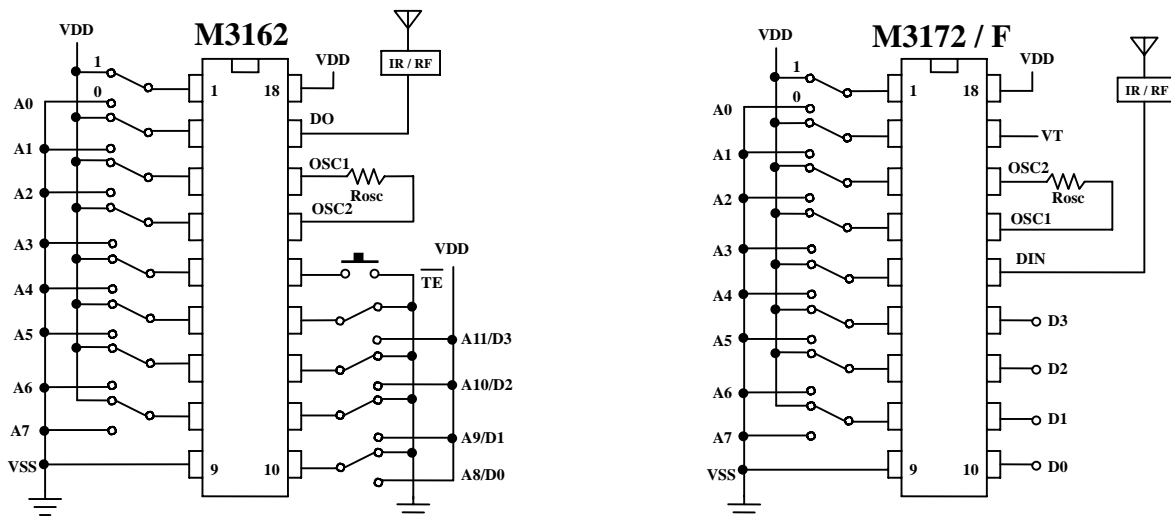 M3162
VDD
1
0
A0
A1
A2
A3
A4
A5
A6
A7
VSS
1
18
9
10
VDD
IR / RF
DO
OSC1
Rosc
OSC2
VDD
TE
A11/D3
A10/D2
A9/D1
A8/D0
M3172 / F
VDD
1
0
A0
A1
A2
A3
A4
A5
A6
A7
VSS
1
18
9
10
VDD
IR / RF
VT
OSC2
Rosc
OSC1
DIN
D3
D2
D1
D0